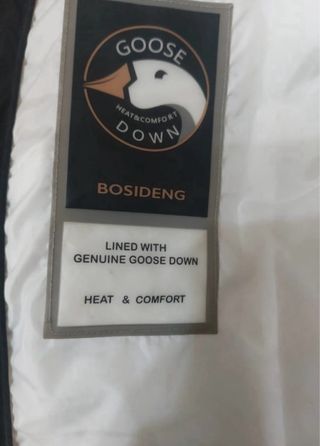 GOOSE
HEAT&COMFORT
DOWN
BOSIDENG
LINED WITH
GENUINE GOOSE DOWN
HEAT & COMFORT